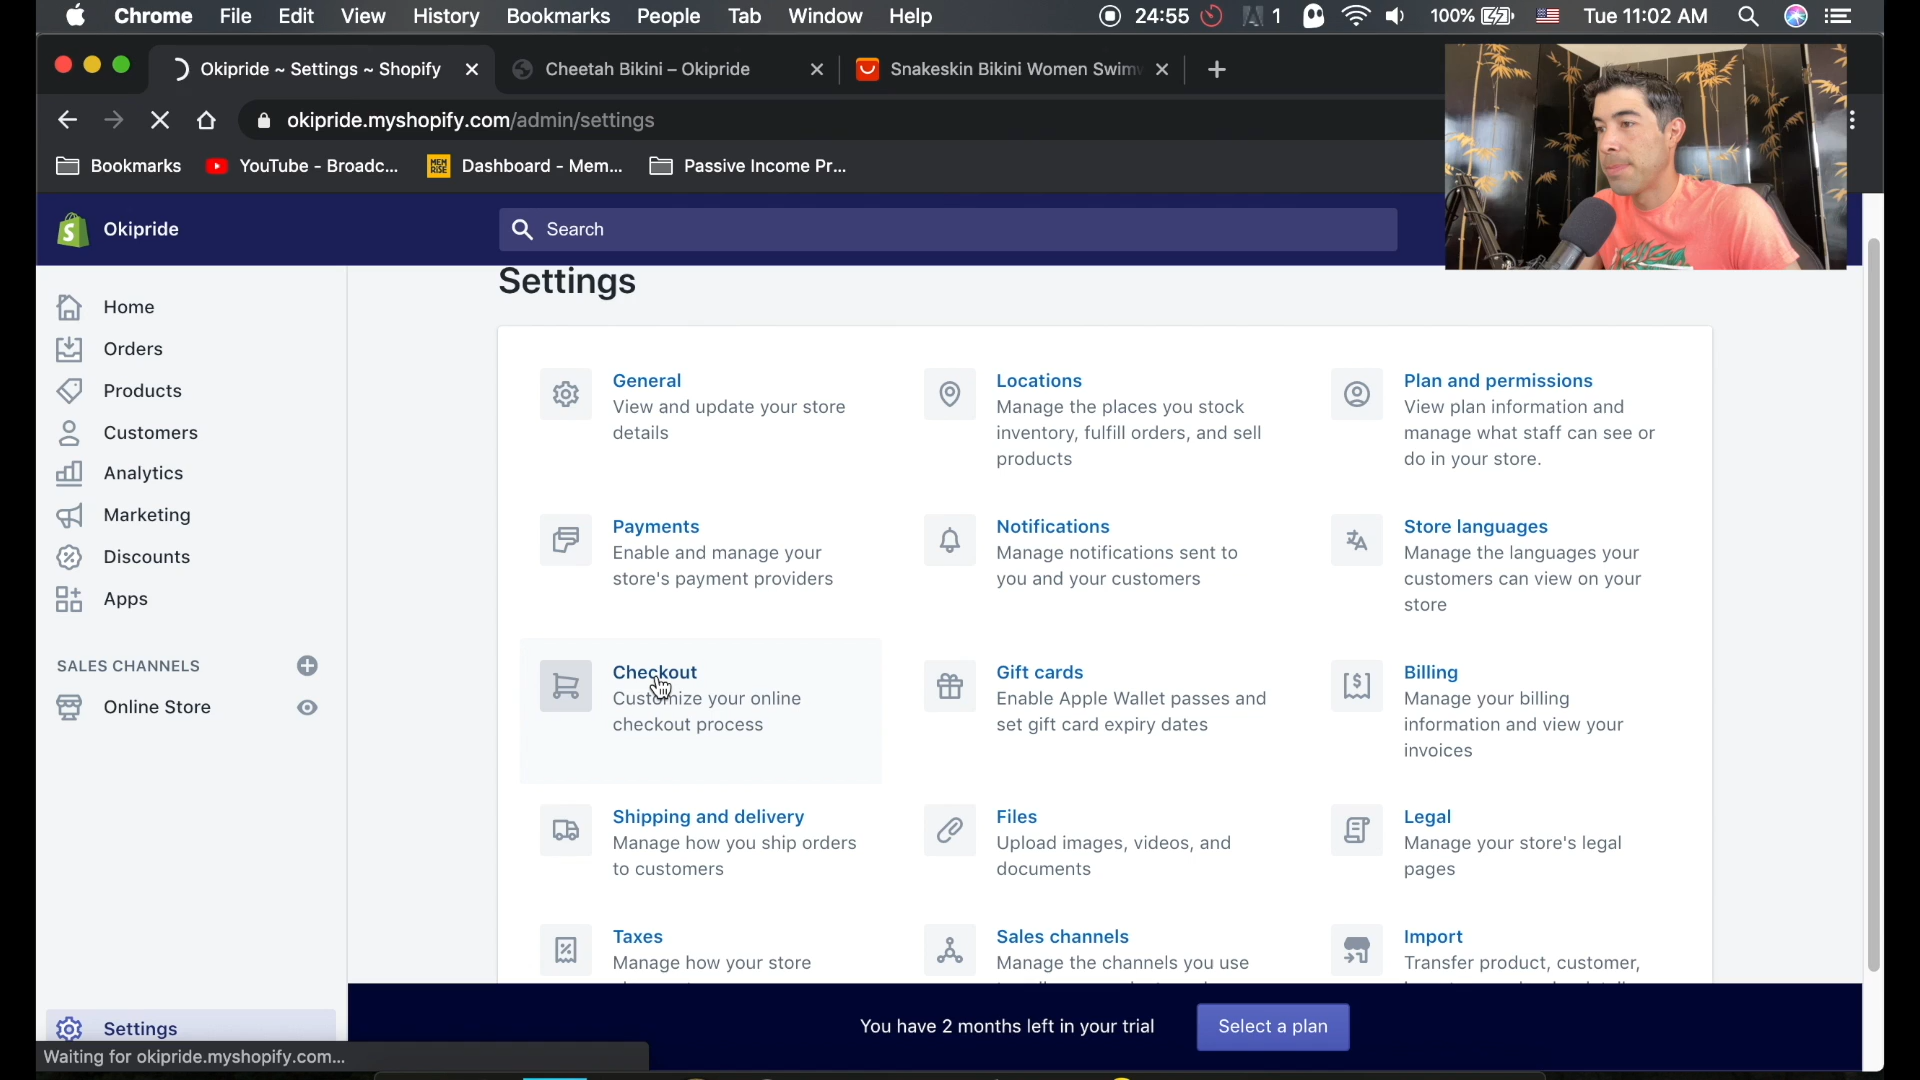 Chrome File Edit View History Bookmarks People Tab Window Help 24:55 1 100% Tue 11:02 AM
Okipride ~ Settings ~ Shopify Cheetah Bikini – Okipride Snakeskin Bikini Women Swim
okipride.myshopify.com/admin/settings
Bookmarks YouTube - Broadc... MEM RISE Dashboard - Mem... Passive Income Pr...
Okipride Search
Settings
Home
Orders
Products
Customers
Analytics
Marketing
Discounts
Apps
SALES CHANNELS
Online Store
Settings
General
View and update your store
details
Locations
Manage the places you stock
inventory, fulfill orders, and sell
products
Plan and permissions
View plan information and
manage what staff can see or
do in your store.
Payments
Enable and manage your
store's payment providers
Notifications
Manage notifications sent to
you and your customers
Store languages
Manage the languages your
customers can view on your
store
Checkout
Customize your online
checkout process
Gift cards
Enable Apple Wallet passes and
set gift card expiry dates
Billing
Manage your billing
information and view your
invoices
Shipping and delivery
Manage how you ship orders
to customers
Files
Upload images, videos, and
documents
Legal
Manage your store's legal
pages
Taxes
Manage how your store
Sales channels
Manage the channels you use
Import
Transfer product, customer,
You have 2 months left in your trial Select a plan
Waiting for okipride.myshopify.com...